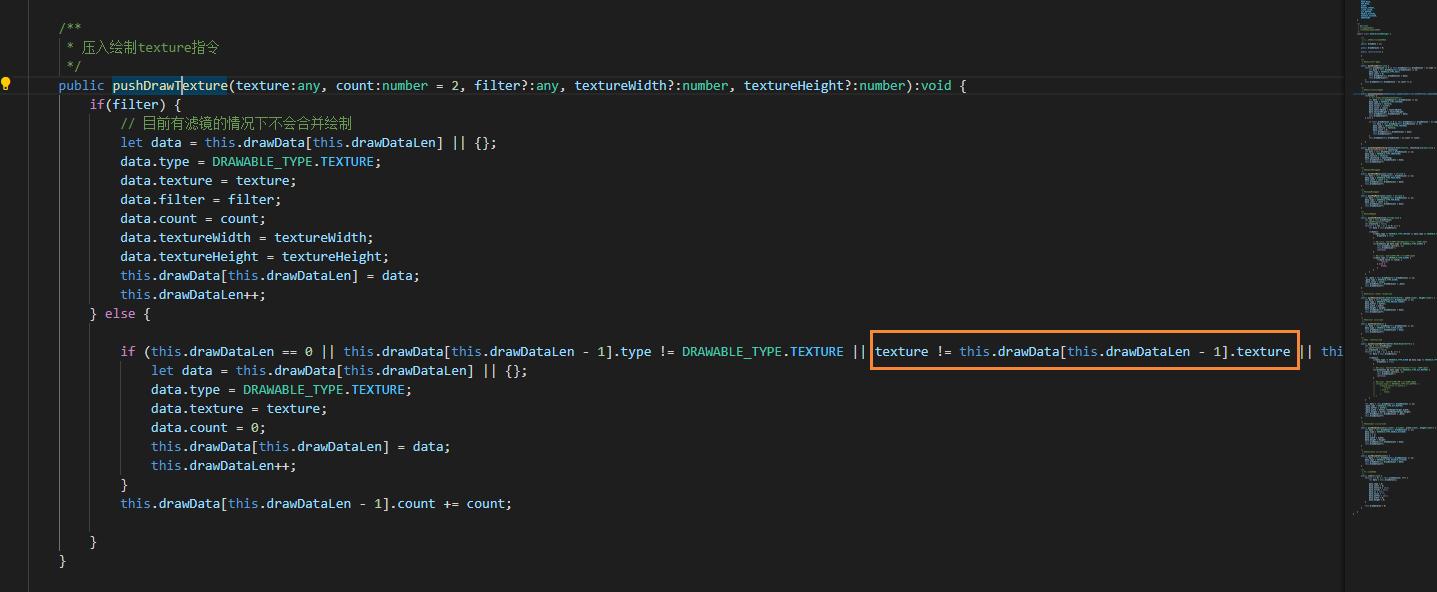 /**
 * 压入绘制texture指令
 */
public pushDrawTexture(texture:any, count:number = 2, filter?:any, textureWidth?:number, textureHeight?:number):void {
    if(filter) {
        // 目前有滤镜的情况下不会合并绘制
        let data = this.drawData[this.drawDataLen] || {};
        data.type = DRAWABLE_TYPE.TEXTURE;
        data.texture = texture;
        data.filter = filter;
        data.count = count;
        data.textureWidth = textureWidth;
        data.textureHeight = textureHeight;
        this.drawData[this.drawDataLen] = data;
        this.drawDataLen++;
    } else {
        if (this.drawDataLen == 0 || this.drawData[this.drawDataLen - 1].type != DRAWABLE_TYPE.TEXTURE || texture != this.drawData[this.drawDataLen - 1].texture || thi
            let data = this.drawData[this.drawDataLen] || {};
            data.type = DRAWABLE_TYPE.TEXTURE;
            data.texture = texture;
            data.count = 0;
            this.drawData[this.drawDataLen] = data;
            this.drawDataLen++;
        }
        this.drawData[this.drawDataLen - 1].count += count;
    }
}